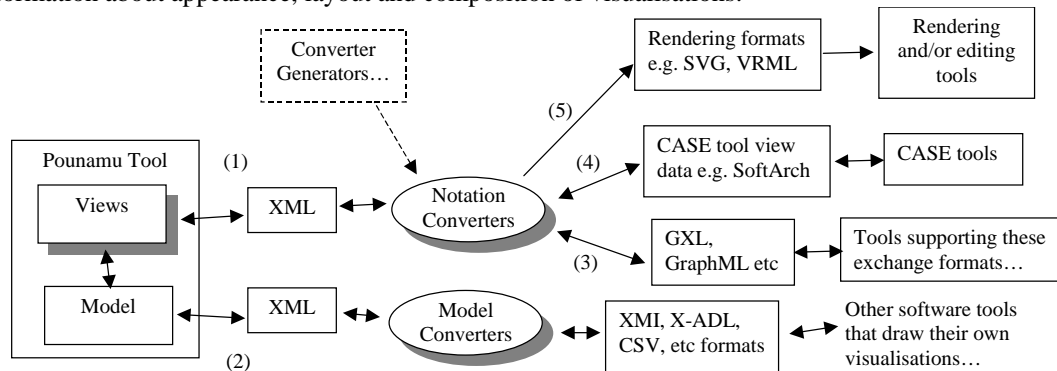 formation about appearance, layout and composition of visualisations.
Converter
Generators…
Rendering formats
e.g. SVG, VRML
Rendering
and/or editing
tools
(5)
Pounamu Tool
(1)
(4)
CASE tool view
data e.g. SoftArch
CASE tools
Views
XML
Notation
Converters
(3)
GXL,
GraphML etc
Tools supporting these
exchange formats…
Model
XML
Model
Converters
XMI, X-ADL,
CSV, etc formats
Other software tools
that draw their own
visualisations…
(2)